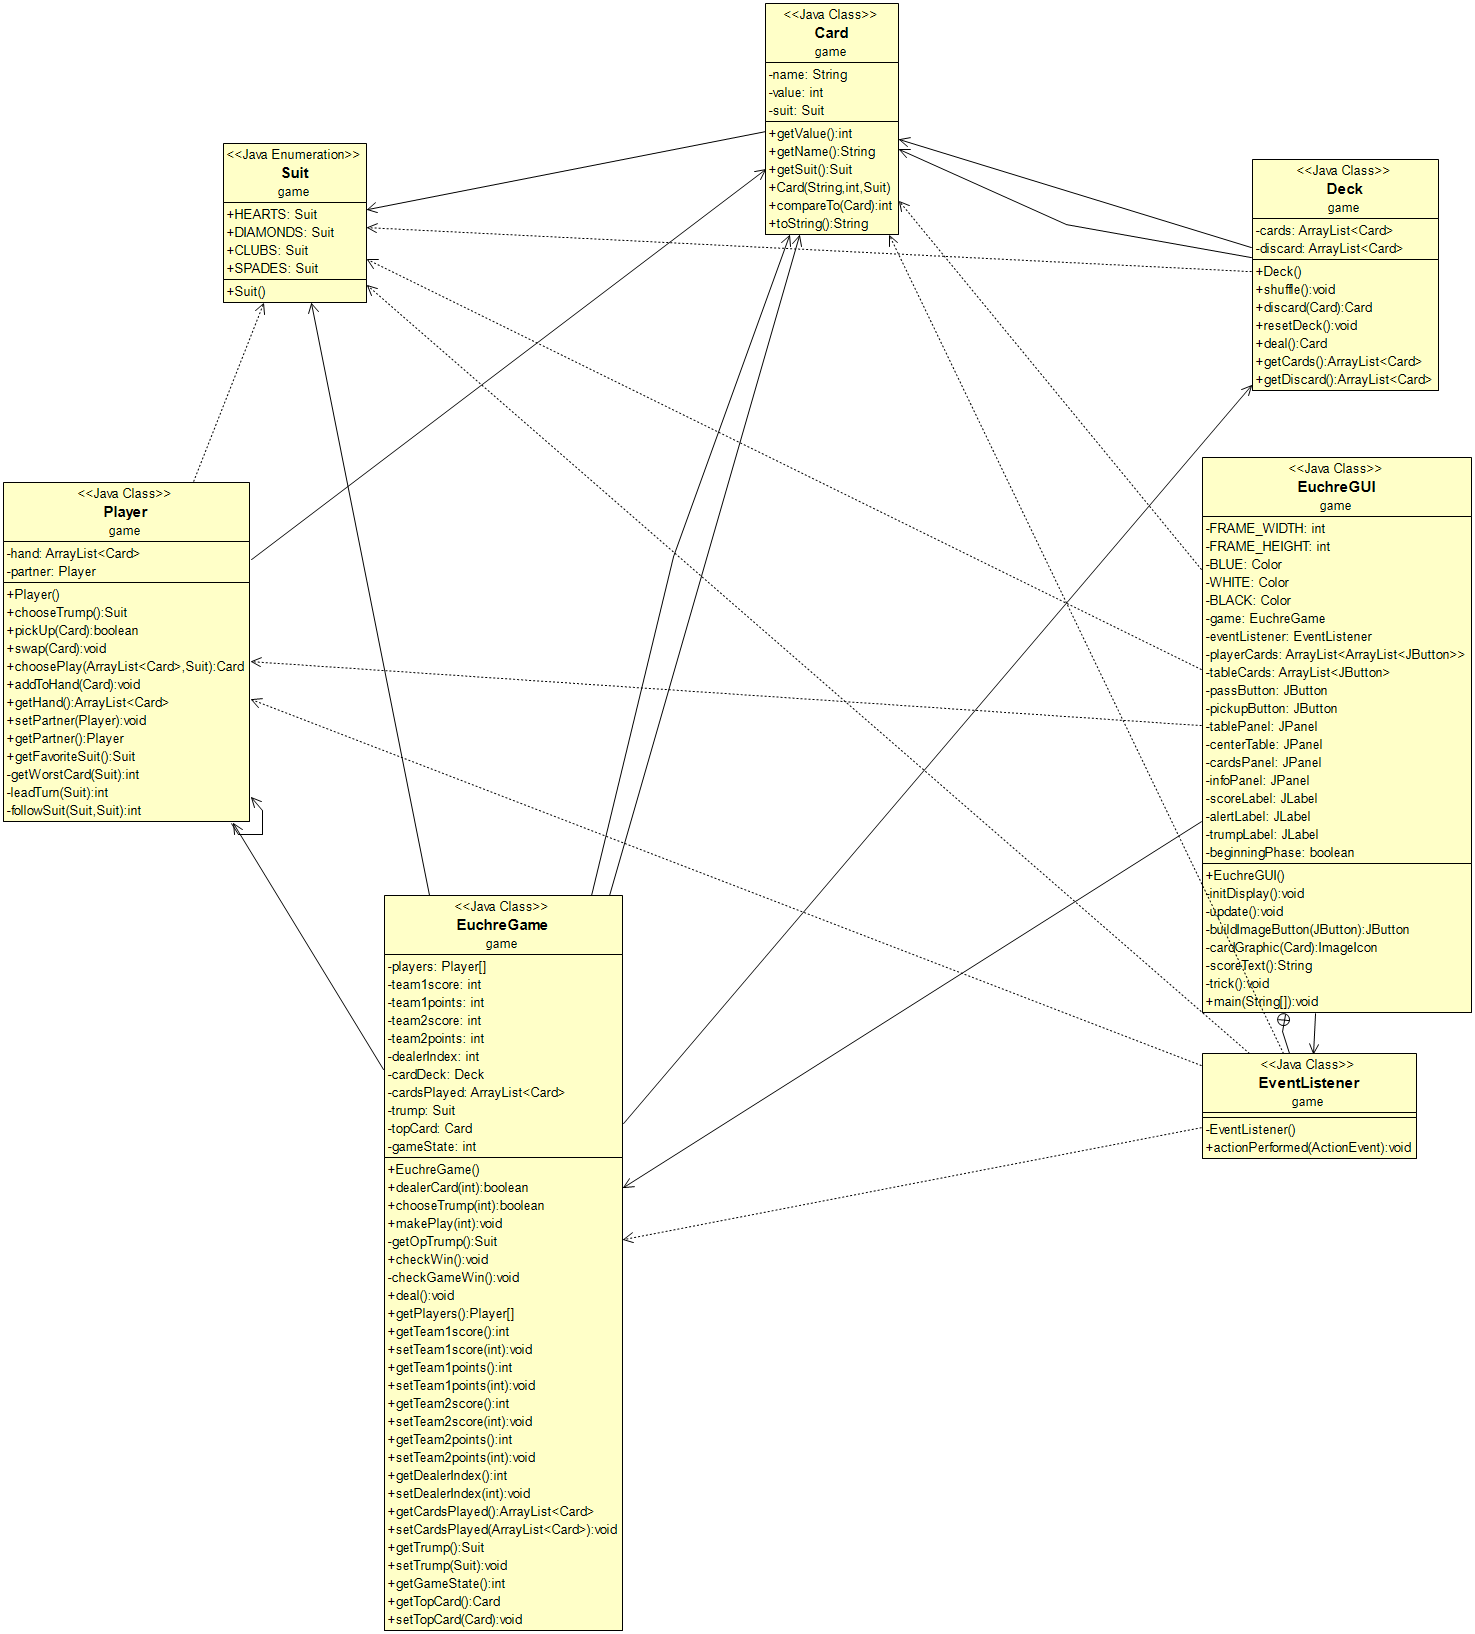 <<Java Class>>
Card
game
-name: String
-value: int
-suit: Suit
+getValue():int
+getName():String
+getSuit():Suit
+Card(String,int,Suit)
+compareTo(Card):int
+toString():String
<<Java Enumeration>>
Suit
game
+HEARTS: Suit
+DIAMONDS: Suit
+CLUBS: Suit
+SPADES: Suit
+Suit()
<<Java Class>>
Deck
game
-cards: ArrayList<Card>
-discard: ArrayList<Card>
+Deck()
+shuffle():void
+discard(Card):Card
+resetDeck():void
+deal():Card
+getCards():ArrayList<Card>
+getDiscard():ArrayList<Card>
<<Java Class>>
Player
game
-hand: ArrayList<Card>
-partner: Player
+Player()
+chooseTrump():Suit
+pickUp(Card):boolean
+swap(Card):void
+choosePlay(ArrayList<Card>,Suit):Card
+addToHand(Card):void
+getHand():ArrayList<Card>
+setPartner(Player):void
+getPartner():Player
+getFavoriteSuit():Suit
-getWorstCard(Suit):int
-leadTurn(Suit):int
-followSuit(Suit,Suit):int
<<Java Class>>
EuchreGUI
game
-FRAME_WIDTH: int
-FRAME_HEIGHT: int
-BLUE: Color
-WHITE: Color
-BLACK: Color
-game: EuchreGame
-eventListener: EventListener
-playerCards: ArrayList<ArrayList<JButton>>
-tableCards: ArrayList<JButton>
-passButton: JButton
-pickupButton: JButton
-tablePanel: JPanel
-centerTable: JPanel
-cardsPanel: JPanel
-infoPanel: JPanel
-scoreLabel: JLabel
-alertLabel: JLabel
-trumpLabel: JLabel
-beginningPhase: boolean
+EuchreGUI()
-initDisplay():void
-update():void
-buildImageButton(JButton):JButton
-cardGraphic(Card):ImageIcon
-scoreText():String
-trick():void
+main(String[]):void
<<Java Class>>
EuchreGame
game
-players: Player[]
-team1score: int
-team1points: int
-team2score: int
-team2points: int
-dealerIndex: int
-cardDeck: Deck
-cardsPlayed: ArrayList<Card>
-trump: Suit
-topCard: Card
-gameState: int
+EuchreGame()
+dealerCard(int):boolean
+chooseTrump(int):boolean
+makePlay(int):void
-getOpTrump():Suit
+checkWin():void
-checkGameWin():void
+deal():void
+getPlayers():Player[]
+getTeam1score():int
+setTeam1score(int):void
+getTeam1points():int
+setTeam1points(int):void
+getTeam2score():int
+setTeam2score(int):void
+getTeam2points():int
+setTeam2points(int):void
+getDealerIndex():int
+setDealerIndex(int):void
+getCardsPlayed():ArrayList<Card>
+setCardsPlayed(ArrayList<Card>):void
+getTrump():Suit
+setTrump(Suit):void
+getGameState():int
+getTopCard():Card
+setTopCard(Card):void
<<Java Class>>
EventListener
game
-EventListener()
+actionPerformed(ActionEvent):void